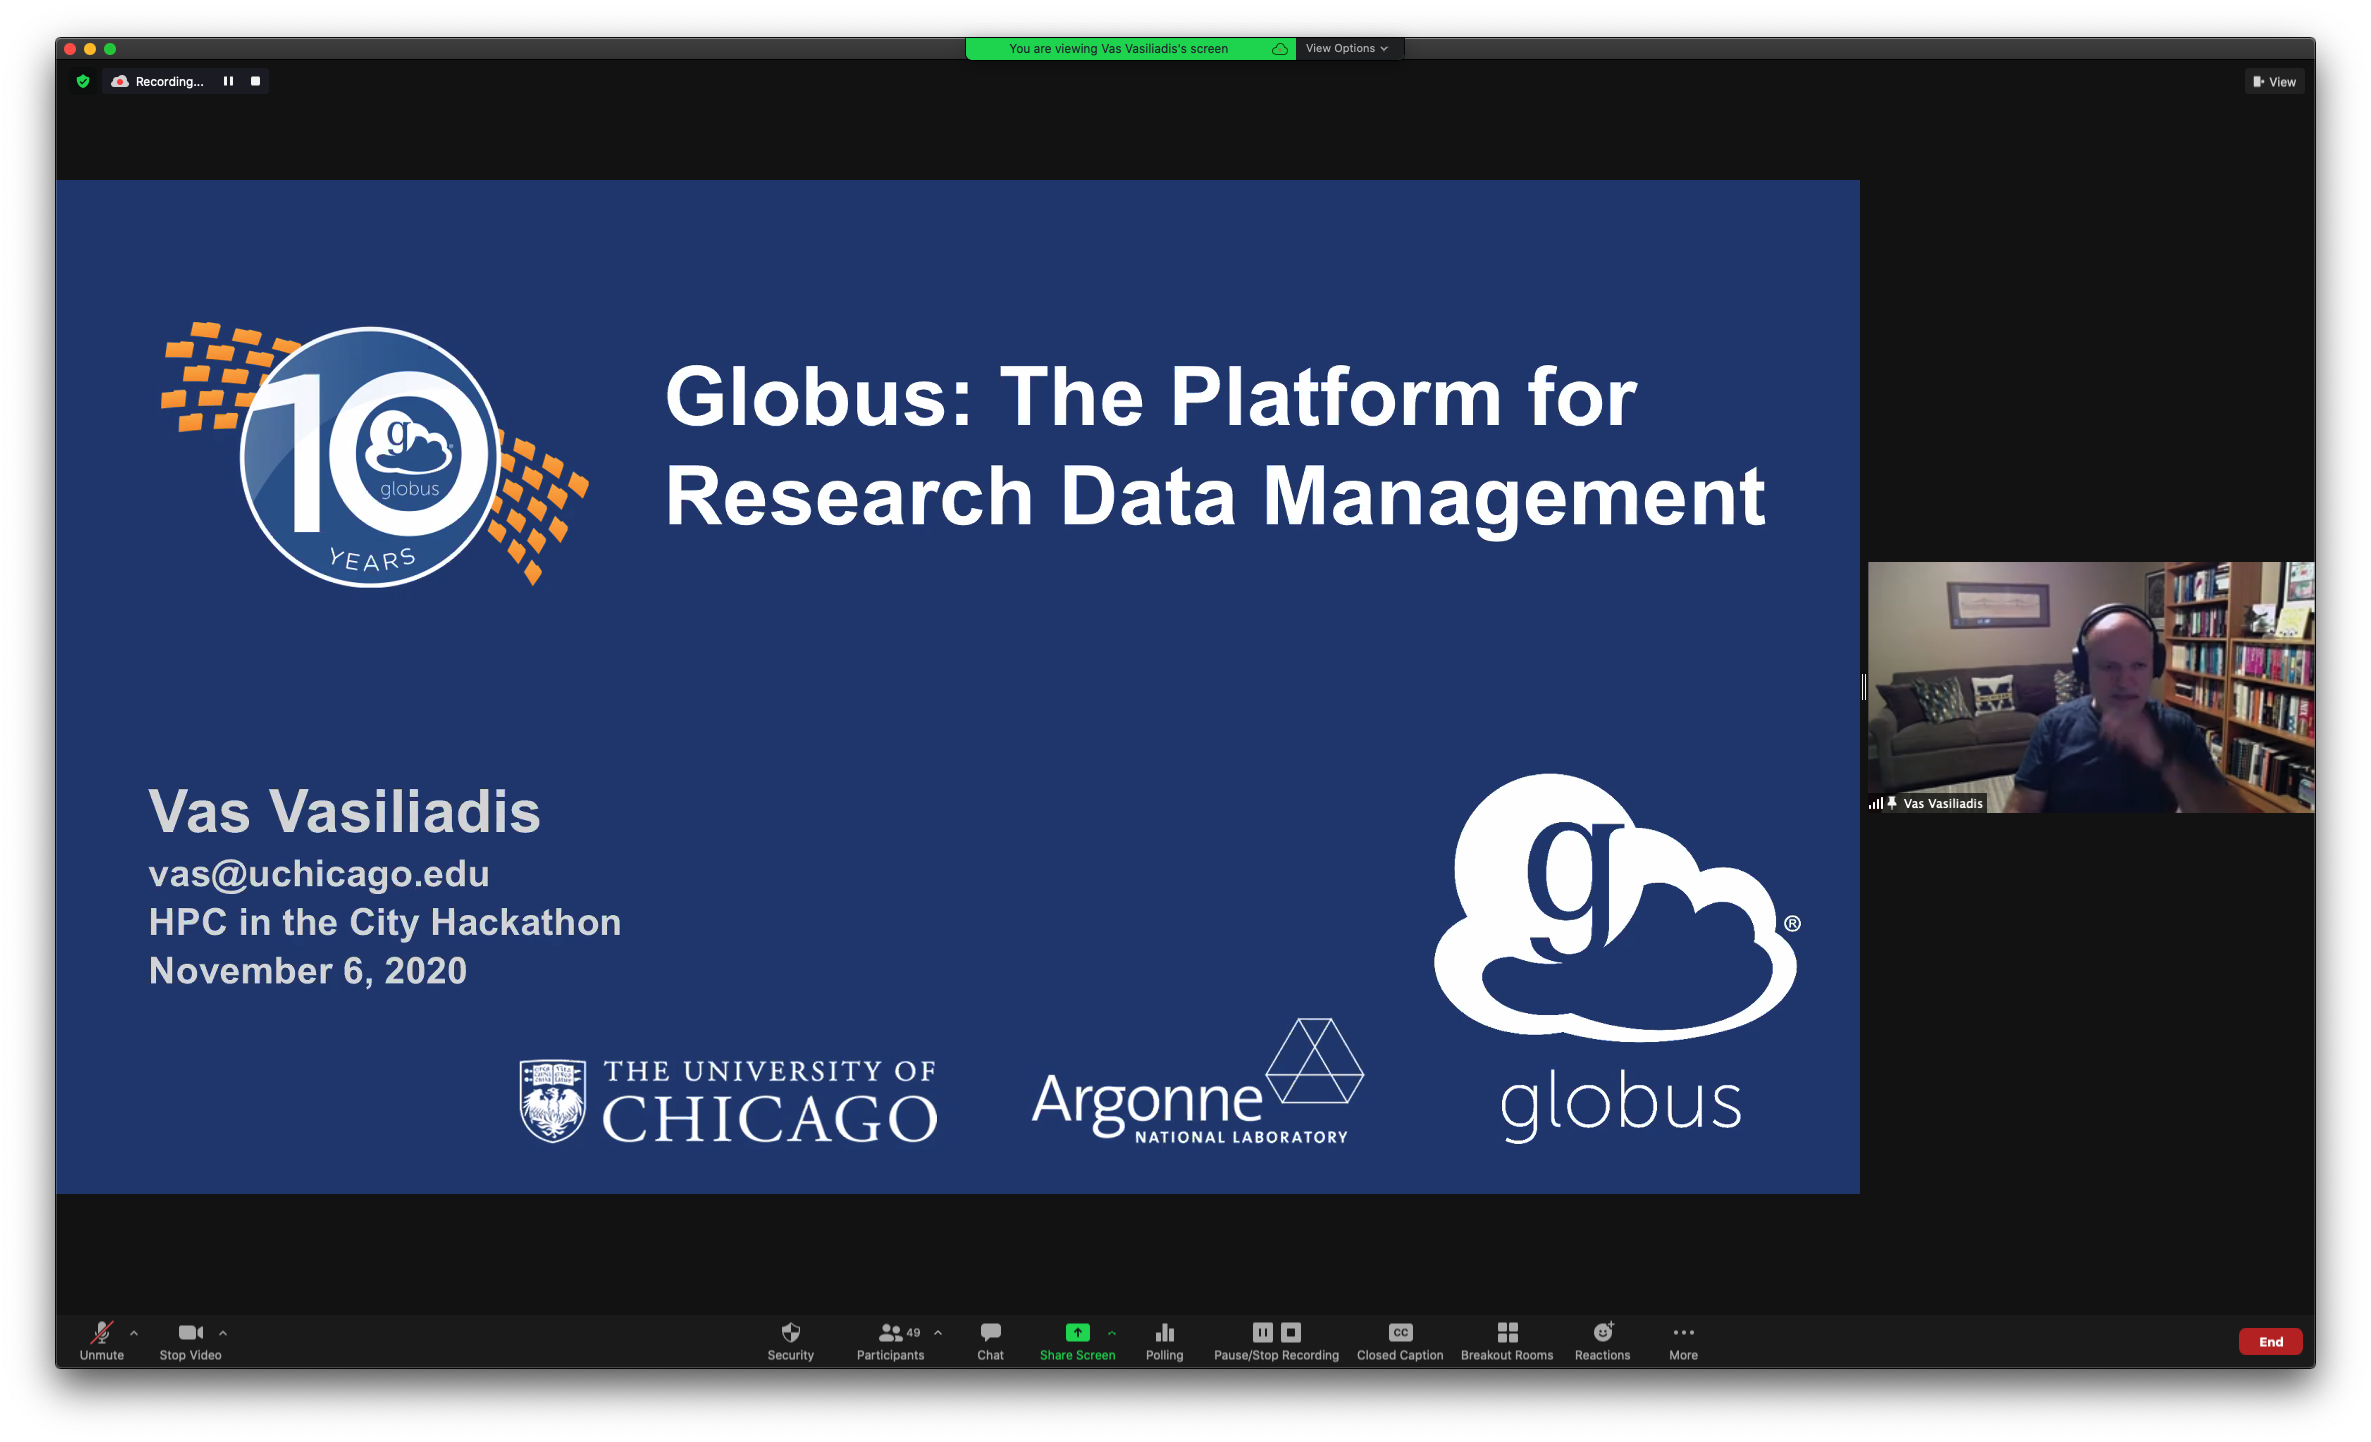 You are viewing Vas Vasiliadis's screen
View Options
Recording...
View
10
g
globus
YEARS
Globus: The Platform for
Research Data Management
Vas Vasiliadis
vas@uchicago.edu
HPC in the City Hackathon
November 6, 2020
THE UNIVERSITY OF
CHICAGO
Argonne
NATIONAL LABORATORY
g
®
globus
Vas Vasiliadis
Unmute
Stop Video
Security
49
Participants
Chat
Share Screen
Polling
Pause/Stop Recording
CC
Closed Caption
Breakout Rooms
Reactions
More
End